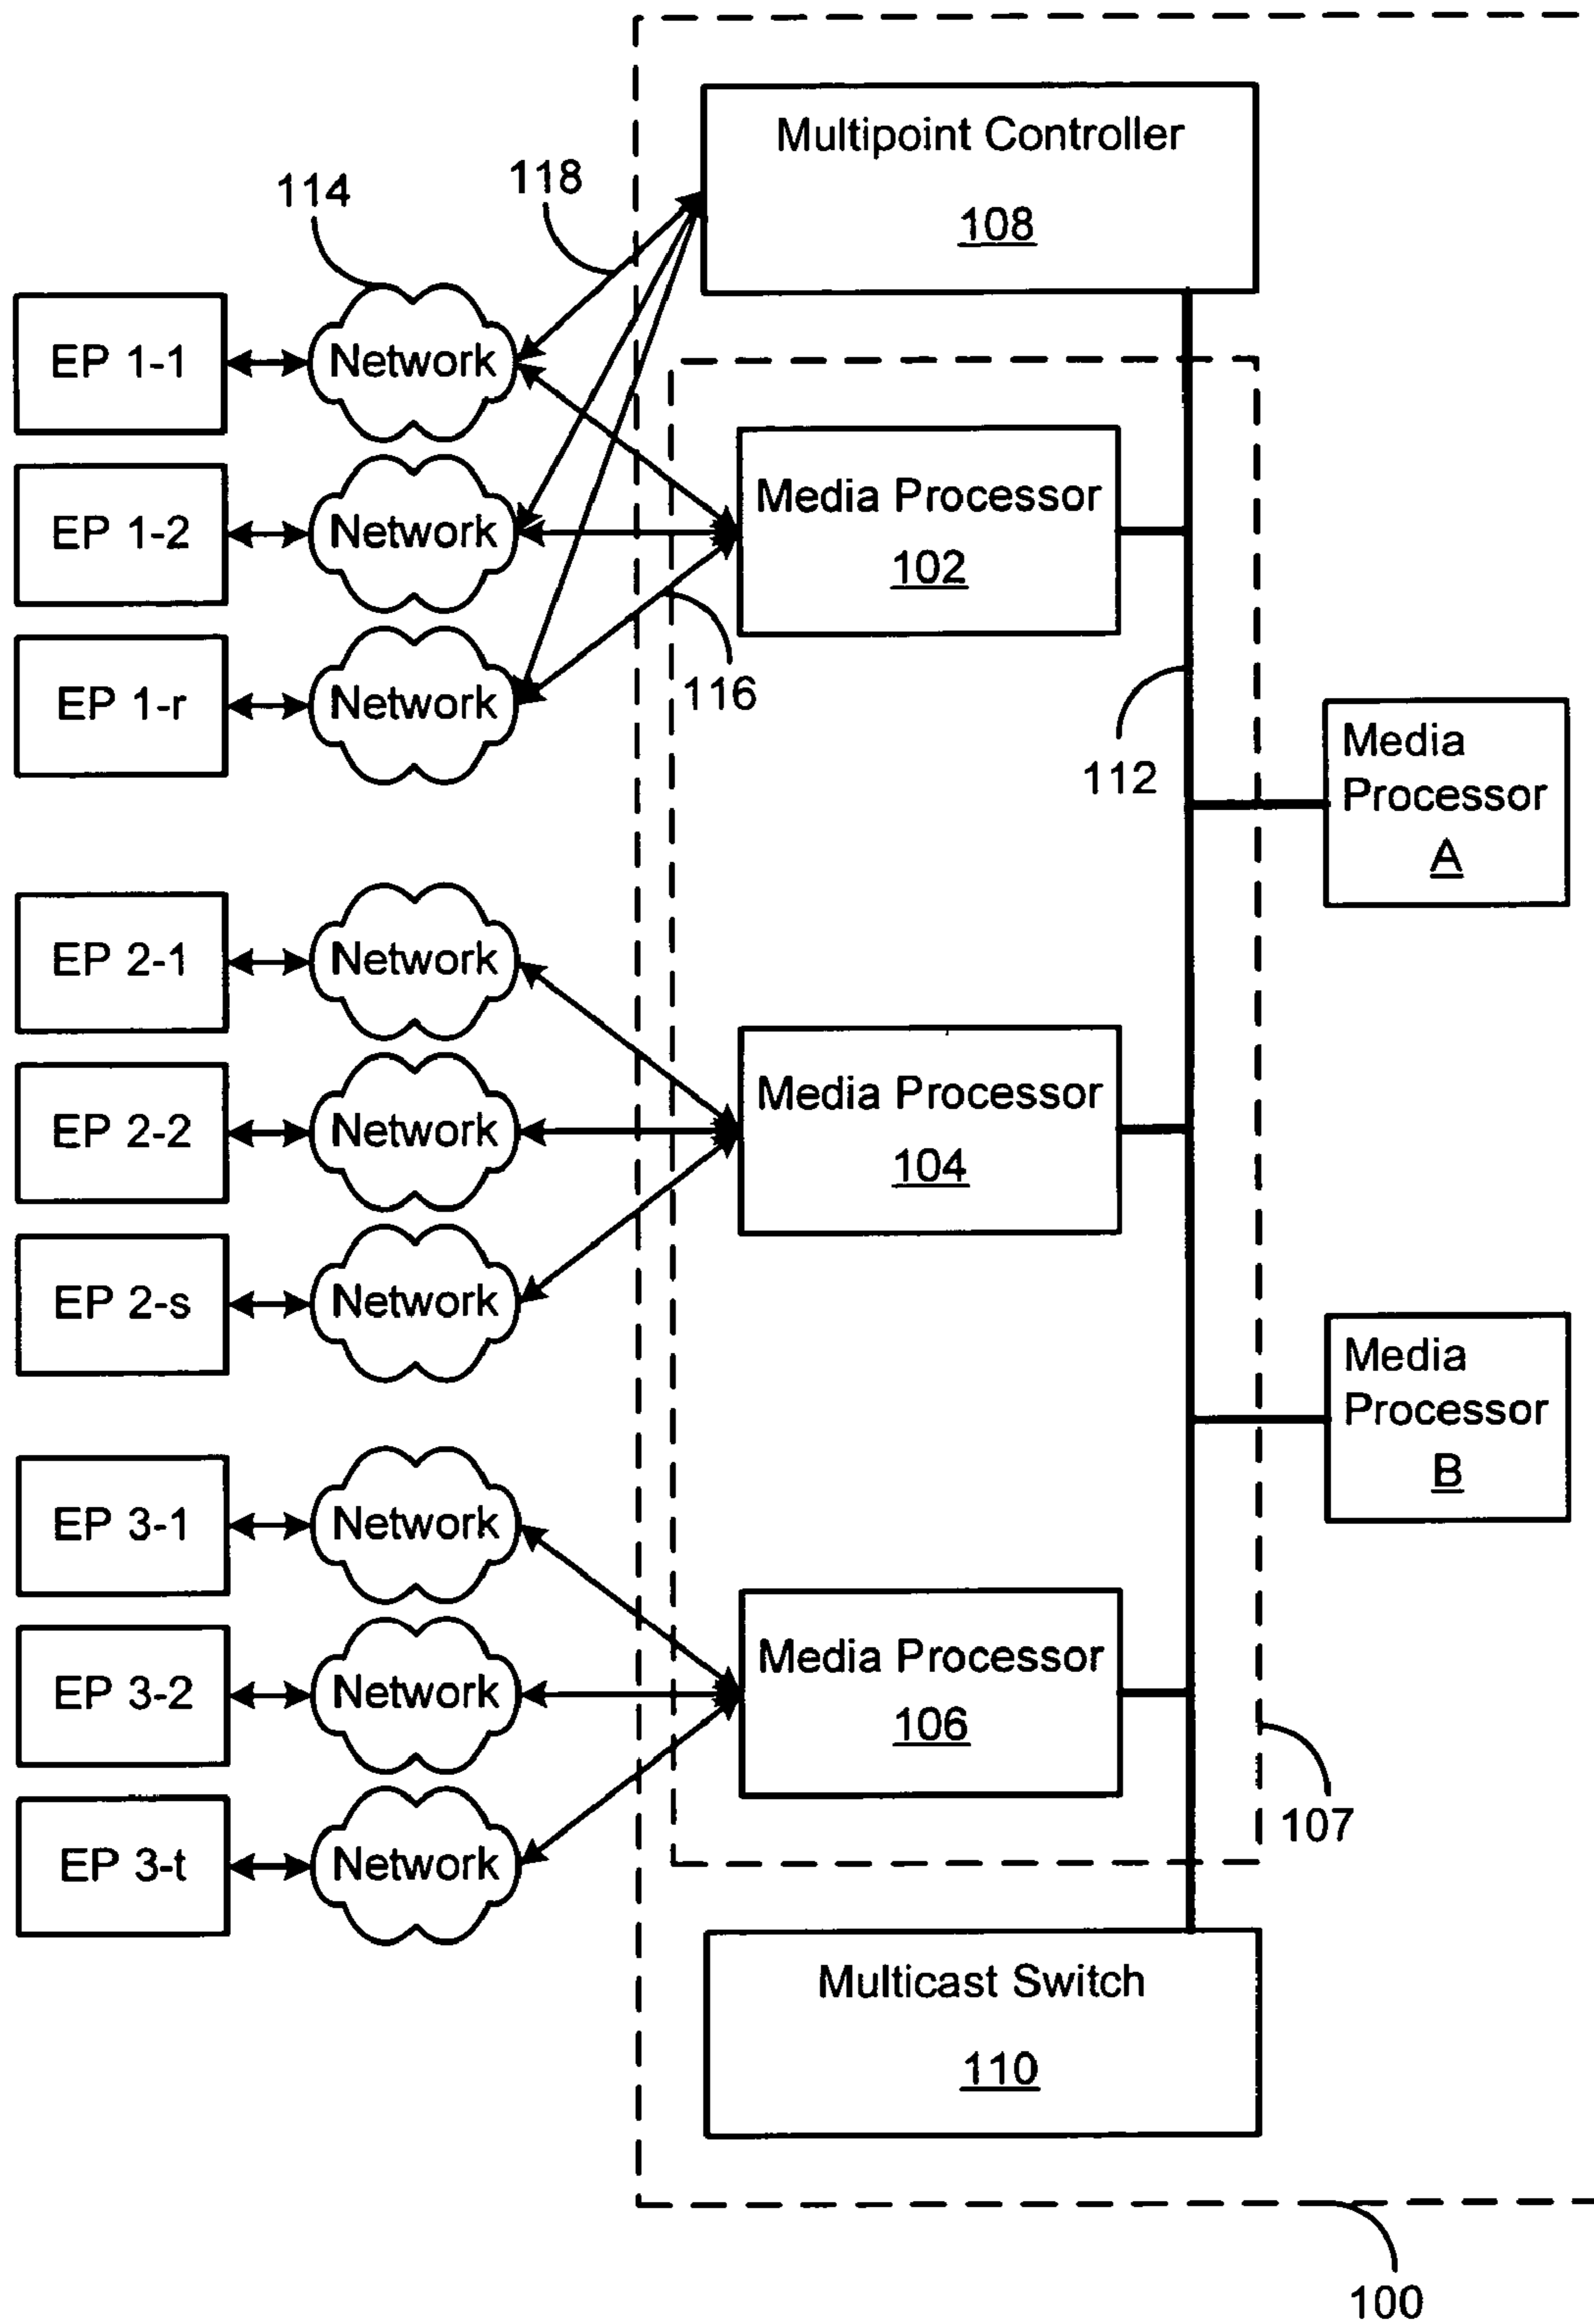 Multipoint Controller
108
118
114
EP 1-1
Network
Media Processor
102
EP 1-2
Network
EP 1-r
Network
116
112
Media
Processor
A
EP 2-1
Network
Media Processor
104
EP 2-2
Network
EP 2-s
Network
Media
Processor
B
EP 3-1
Network
Media Processor
106
EP 3-2
Network
107
EP 3-t
Network
Multicast Switch
110
100